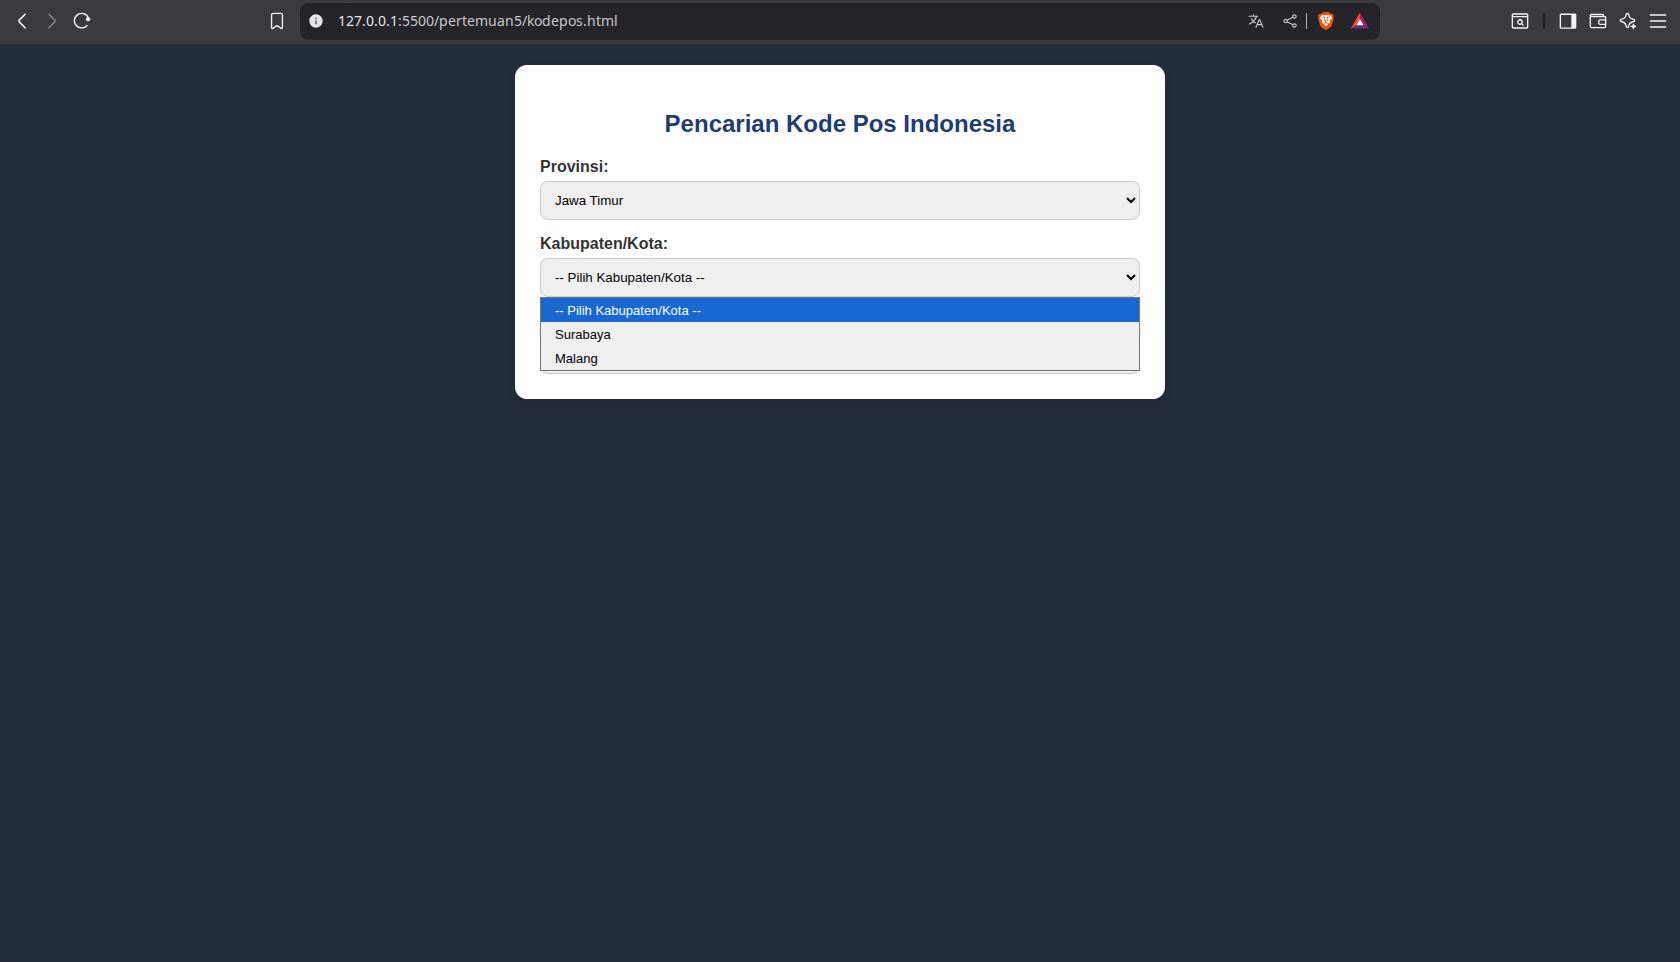 127.0.0.1:5500/pertemuan5/kodepos.html
Pencarian Kode Pos Indonesia
Provinsi:
Jawa Timur
Kabupaten/Kota:
-- Pilih Kabupaten/Kota --
-- Pilih Kabupaten/Kota --
Surabaya
Malang